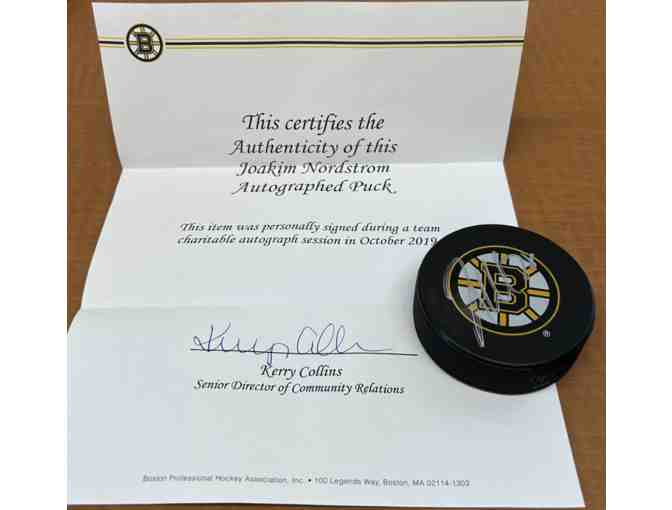 B
This certifies the
Authenticity of this
Joakim Nordstrom
Autographed Puck
This item was personally signed during a team
charitable autograph session in October 2019
B
®
Kerry Collins
Senior Director of Community Relations
Boston Professional Hockey Association, Inc. • 100 Legends Way, Boston, MA 02114-1303